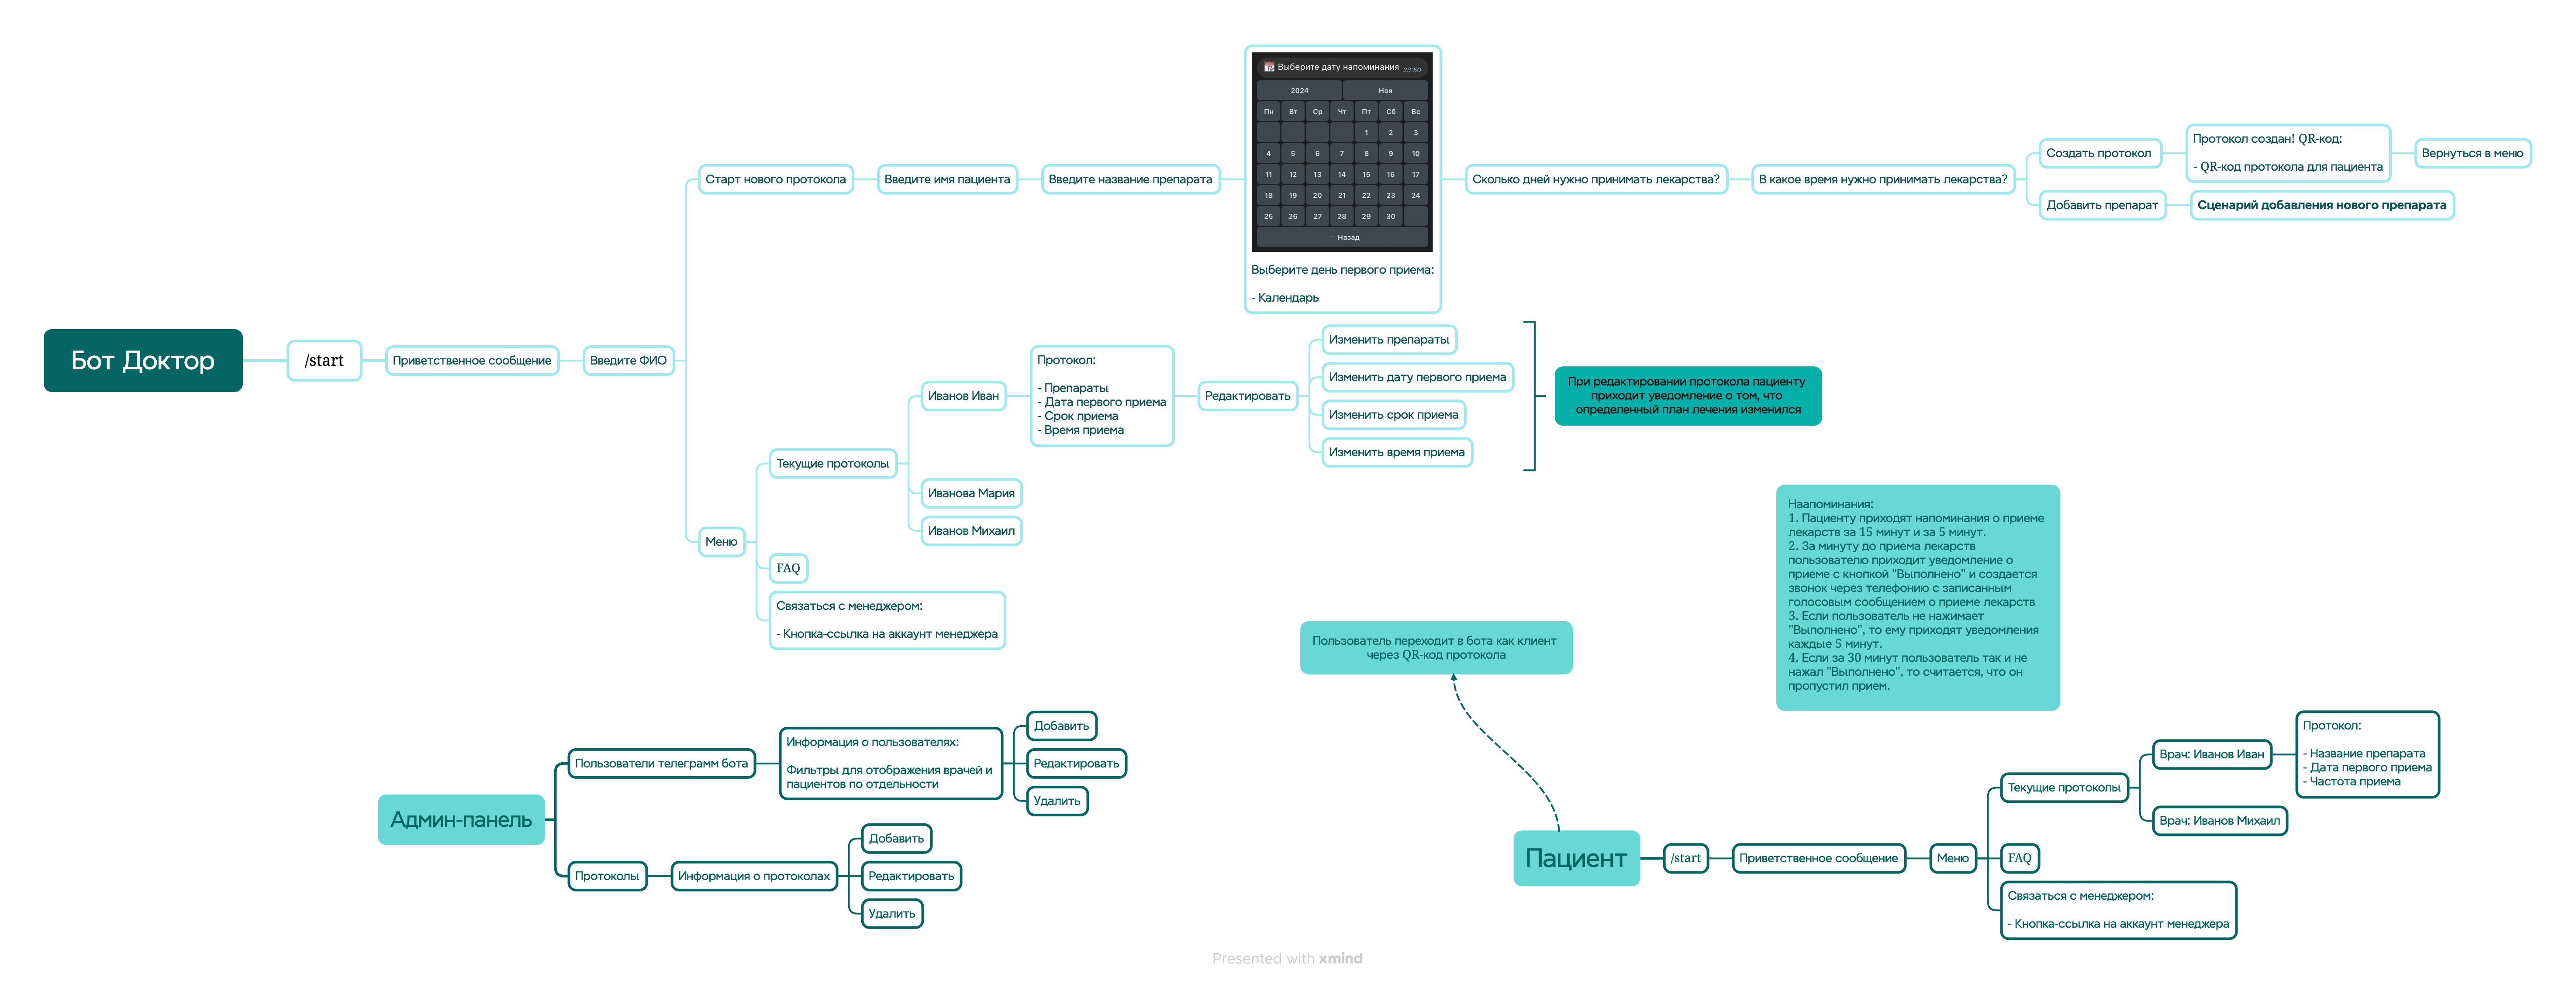 Выберите дату напоминания 23:50
2024 Ноя
Пн Вт Ср Чт Пт Сб Вс
1 2 3
4 5 6 7 8 9 10
11 12 13 14 15 16 17
18 19 20 21 22 23 24
25 26 27 28 29 30
Назад
Выберите день первого приема:
- Календарь
Старт нового протокола
Введите имя пациента
Введите название препарата
Сколько дней нужно принимать лекарства?
В какое время нужно принимать лекарства?
Создать протокол
Протокол создан! QR-код:
- QR-код протокола для пациента
Вернуться в меню
Добавить препарат
Сценарий добавления нового препарата
Бот Доктор
/start
Приветственное сообщение
Введите ФИО
Меню
Текущие протоколы
Иванов Иван
Протокол:
- Препараты
- Дата первого приема
- Срок приема
- Время приема
Редактировать
Изменить препараты
Изменить дату первого приема
Изменить срок приема
Изменить время приема
При редактировании протокола пациенту
приходит уведомление о том, что
определенный план лечения изменился
Иванова Мария
Иванов Михаил
FAQ
Связаться с менеджером:
- Кнопка-ссылка на аккаунт менеджера
Наапоминания:
1. Пациенту приходят напоминания о приеме
лекарств за 15 минут и за 5 минут.
2. За минуту до приема лекарств
пользователю приходит уведомление о
приеме с кнопкой "Выполнено" и создается
звонок через телефонию с записанным
голосовым сообщением о приеме лекарств
3. Если пользователь не нажимает
"Выполнено", то ему приходят уведомления
каждые 5 минут.
4. Если за 30 минут пользователь так и не
нажал "Выполнено", то считается, что он
пропустил прием.
Пользователь переходит в бота как клиент
через QR-код протокола
Админ-панель
Пользователи телеграмм бота
Информация о пользователях:
Фильтры для отображения врачей и
пациентов по отдельности
Добавить
Редактировать
Удалить
Протоколы
Информация о протоколах
Добавить
Редактировать
Удалить
Пациент
/start
Приветственное сообщение
Меню
Текущие протоколы
Врач: Иванов Иван
Протокол:
- Название препарата
- Дата первого приема
- Частота приема
Врач: Иванов Михаил
FAQ
Связаться с менеджером:
- Кнопка-ссылка на аккаунт менеджера
Presented with xmind